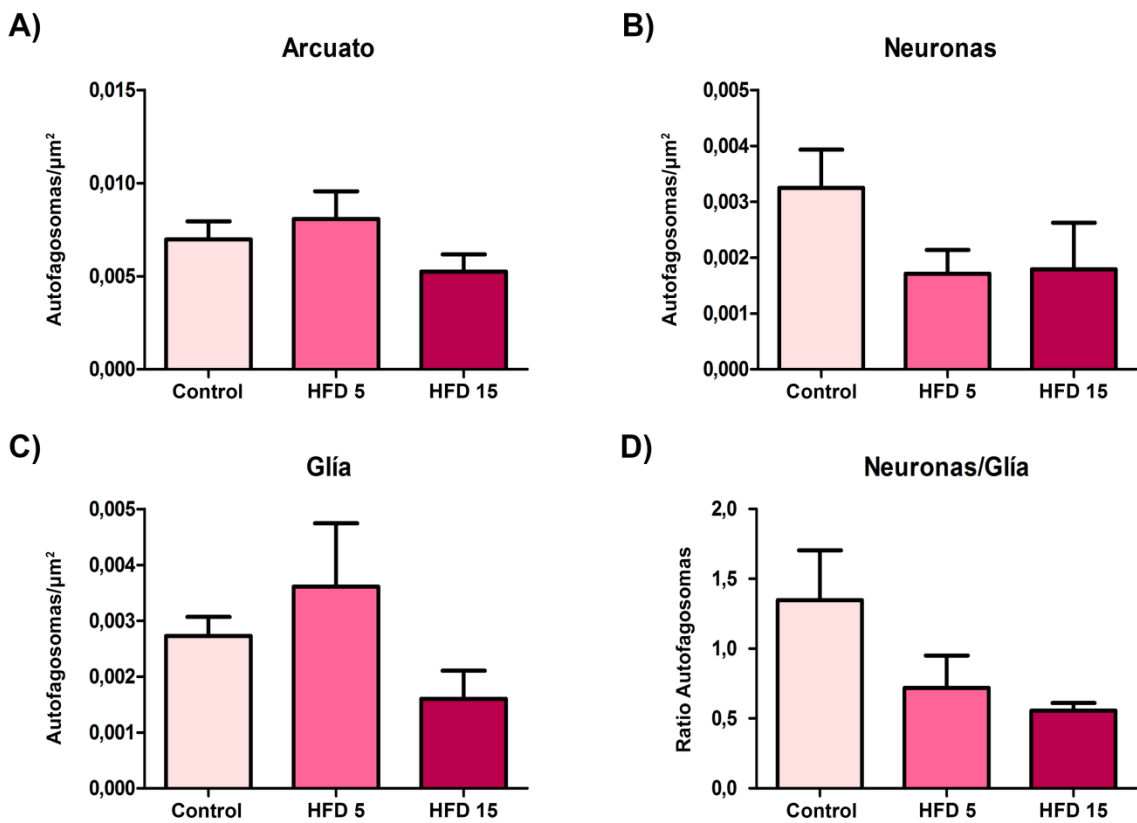 A)
Arcuato
Autofagosomas/µm²
0,015
0,010
0,005
0,000
Control HFD 5 HFD 15
B)
Neuronas
Autofagosomas/µm²
0,005
0,004
0,003
0,002
0,001
0,000
Control HFD 5 HFD 15
C)
Glía
Autofagosomas/µm²
0,005
0,004
0,003
0,002
0,001
0,000
Control HFD 5 HFD 15
D)
Neuronas/Glía
Ratio Autofagosomas
2,0
1,5
1,0
0,5
0,0
Control HFD 5 HFD 15